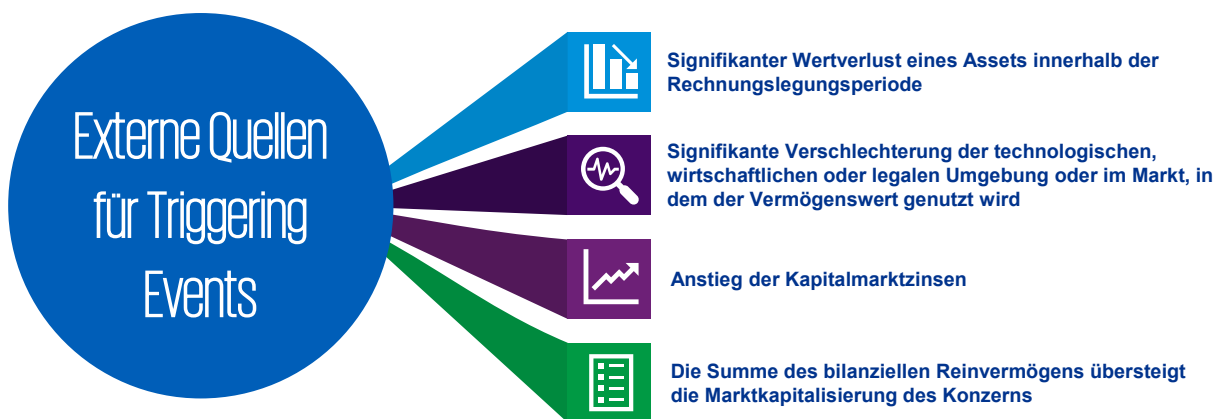 Externe Quellen
für Triggering
Events
Signifikanter Wertverlust eines Assets innerhalb der
Rechnungslegungsperiode
Signifikante Verschlechterung der technologischen,
wirtschaftlichen oder legalen Umgebung oder im Markt, in
dem der Vermögenswert genutzt wird
Anstieg der Kapitalmarktzinsen
Die Summe des bilanziellen Reinvermögens übersteigt
die Marktkapitalisierung des Konzerns